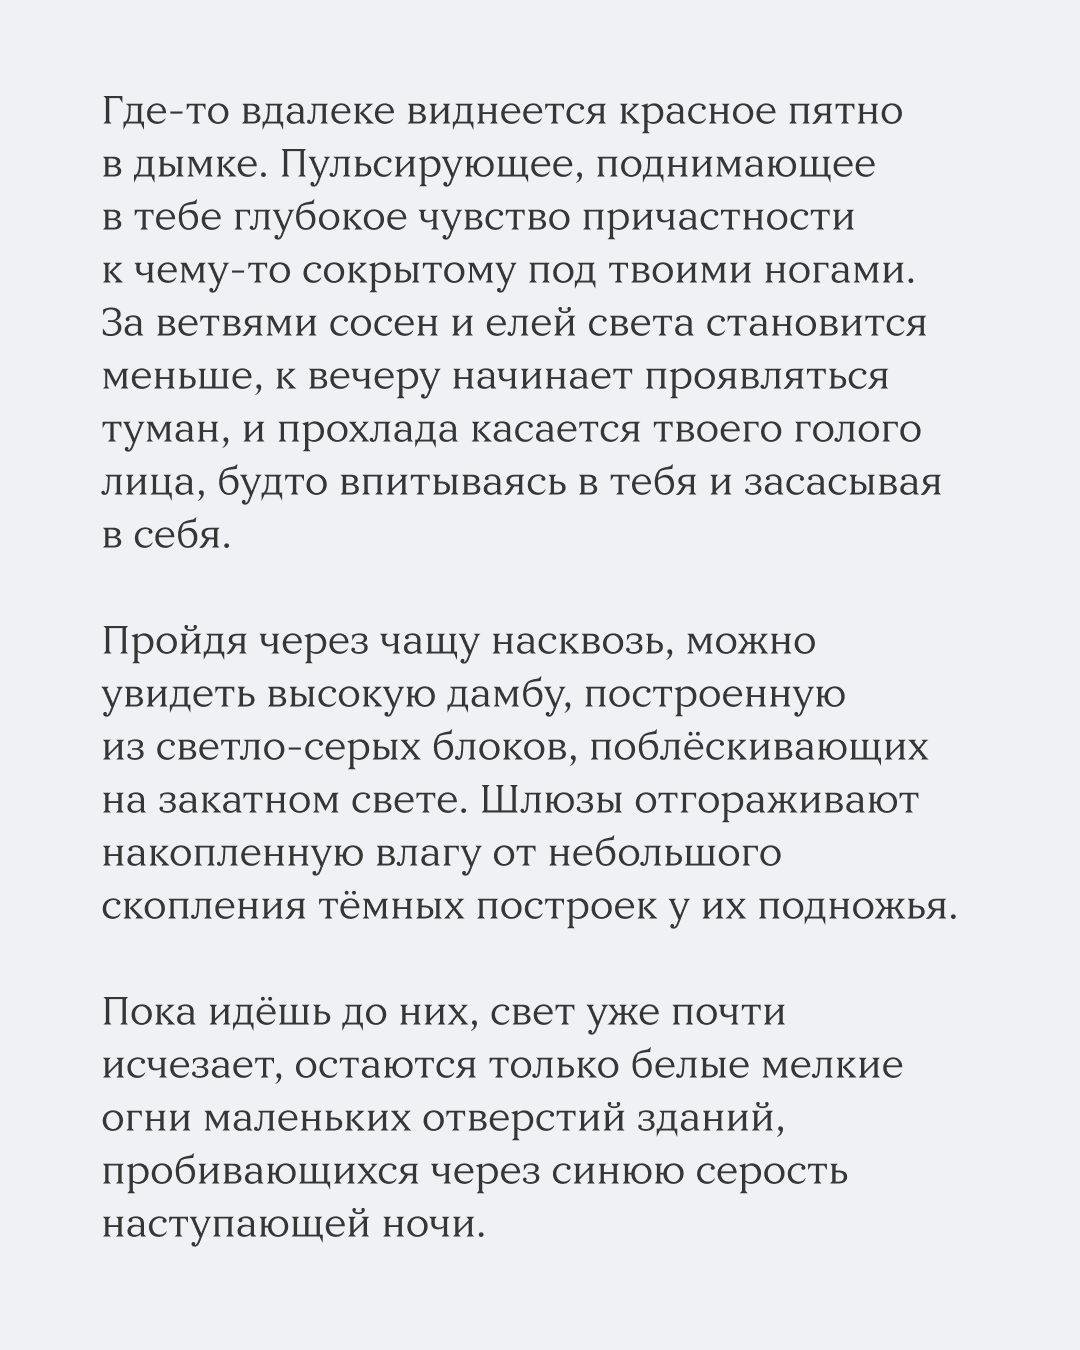 Где-то вдалеке виднеется красное пятно
в дымке. Пульсирующее, поднимающее
в тебе глубокое чувство причастности
к чему-то сокрытому под твоими ногами.
За ветвями сосен и елей света становится
меньше, к вечеру начинает проявляться
туман, и прохлада касается твоего голого
лица, будто впитываясь в тебя и засасывая
в себя.
Пройдя через чащу насквозь, можно
увидеть высокую дамбу, построенную
из светло-серых блоков, поблёскивающих
на закатном свете. Шлюзы отгораживают
накопленную влагу от небольшого
скопления тёмных построек у их подножья.
Пока идёшь до них, свет уже почти
исчезает, остаются только белые мелкие
огни маленьких отверстий зданий,
пробивающихся через синюю серость
наступающей ночи.